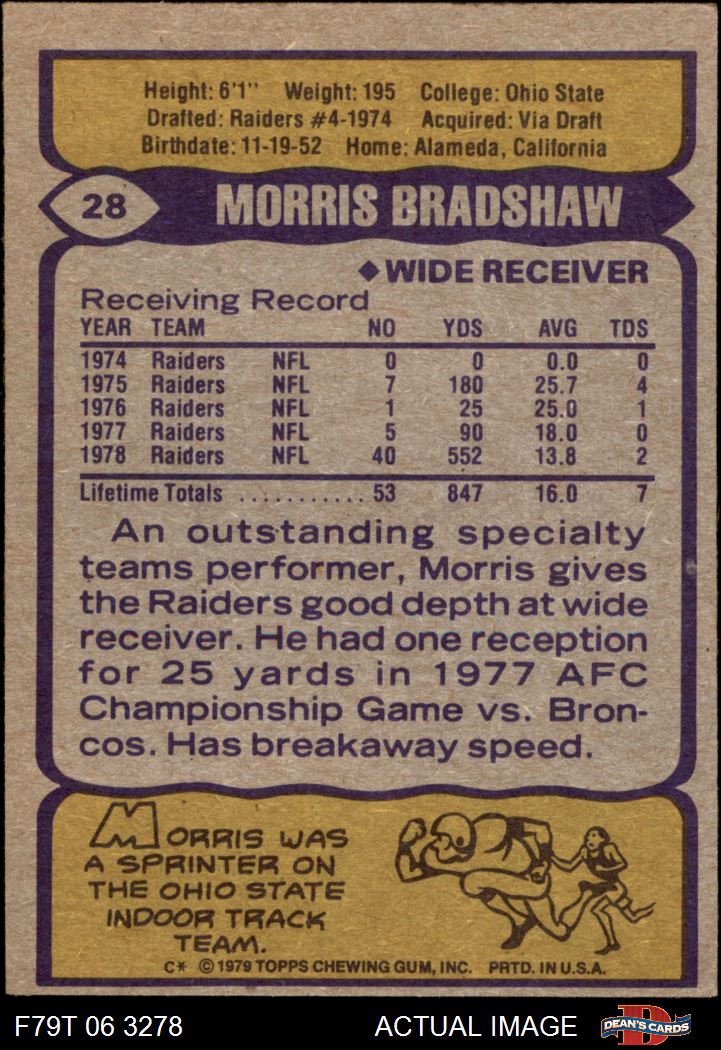 Height: 6'1" Weight: 195 College: Ohio State
Drafted: Raiders #4-1974 Acquired: Via Draft
Birthdate: 11-19-52 Home: Alameda, California
28 MORRIS BRADSHAW
◆ WIDE RECEIVER
Receiving Record
YEAR TEAM NO YDS AVG TDS
1974 Raiders NFL 0 0 0.0 0
1975 Raiders NFL 7 180 25.7 4
1976 Raiders NFL 1 25 25.0 1
1977 Raiders NFL 5 90 18.0 0
1978 Raiders NFL 40 552 13.8 2
Lifetime Totals ........... 53 847 16.0 7
An outstanding specialty
teams performer, Morris gives
the Raiders good depth at wide
receiver. He had one reception
for 25 yards in 1977 AFC
Championship Game vs. Bron-
cos. Has breakaway speed.
MORRIS WAS
A SPRINTER ON
THE OHIO STATE
INDOOR TRACK
TEAM.
C* © 1979 TOPPS CHEWING GUM, INC. PRTD. IN U.S.A.
F79T 06 3278 ACTUAL IMAGE D DEAN'S CARDS